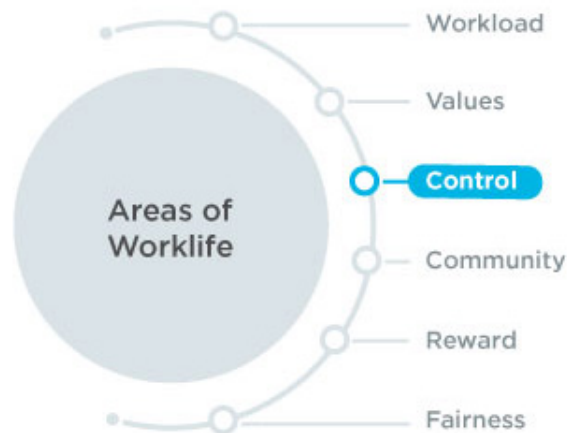 Workload
Values
Control
Areas of
Worklife
Community
Reward
Fairness